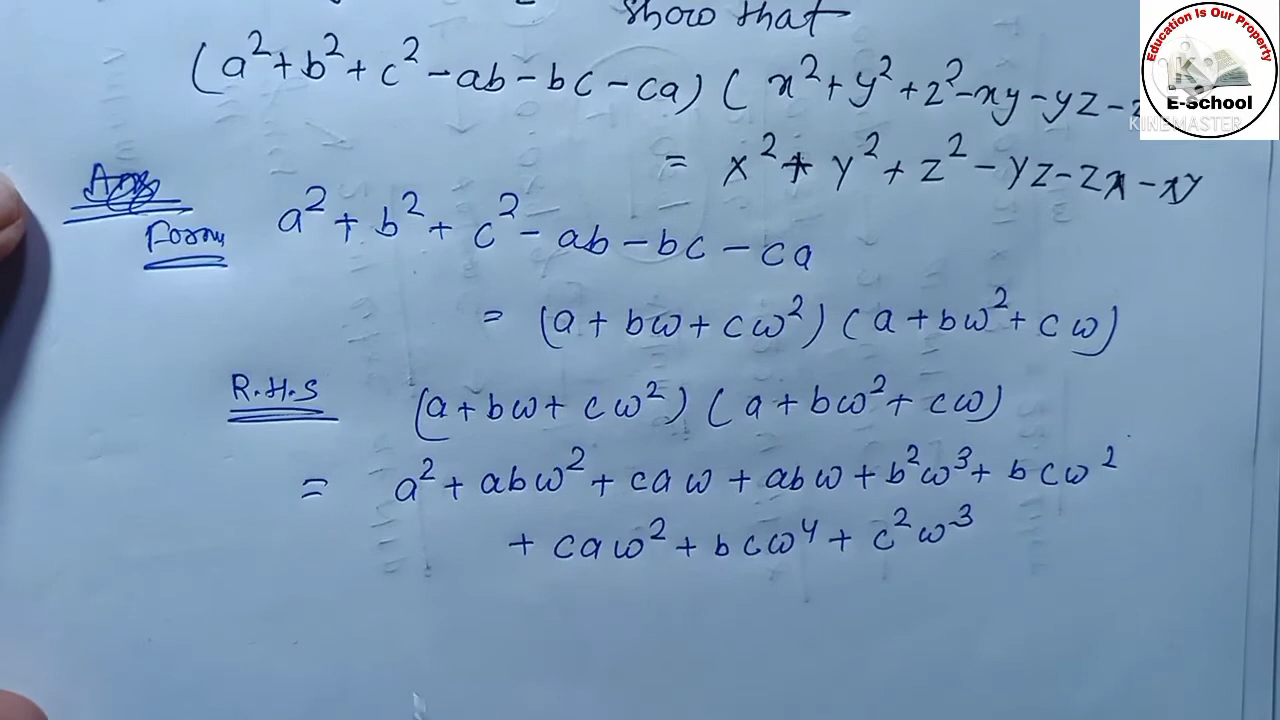 show that
(a²+b²+c²-ab-bc-ca) ( x²+y²+z²-xy-yz-
= X²+Y²+Z²-YZ-ZX-XY
Ans
Form a²+b²+c²-ab-bc-ca
= (a+bω+cω²) (a+bω²+cω)
R.H.S (a+bω+cω²) (a+bω²+cω)
= a²+abω²+caω+abω+b²ω³+bcω²
+caω²+bcω⁴+c²ω³
Education Is Our Property
K
E-School
KINEMASTER